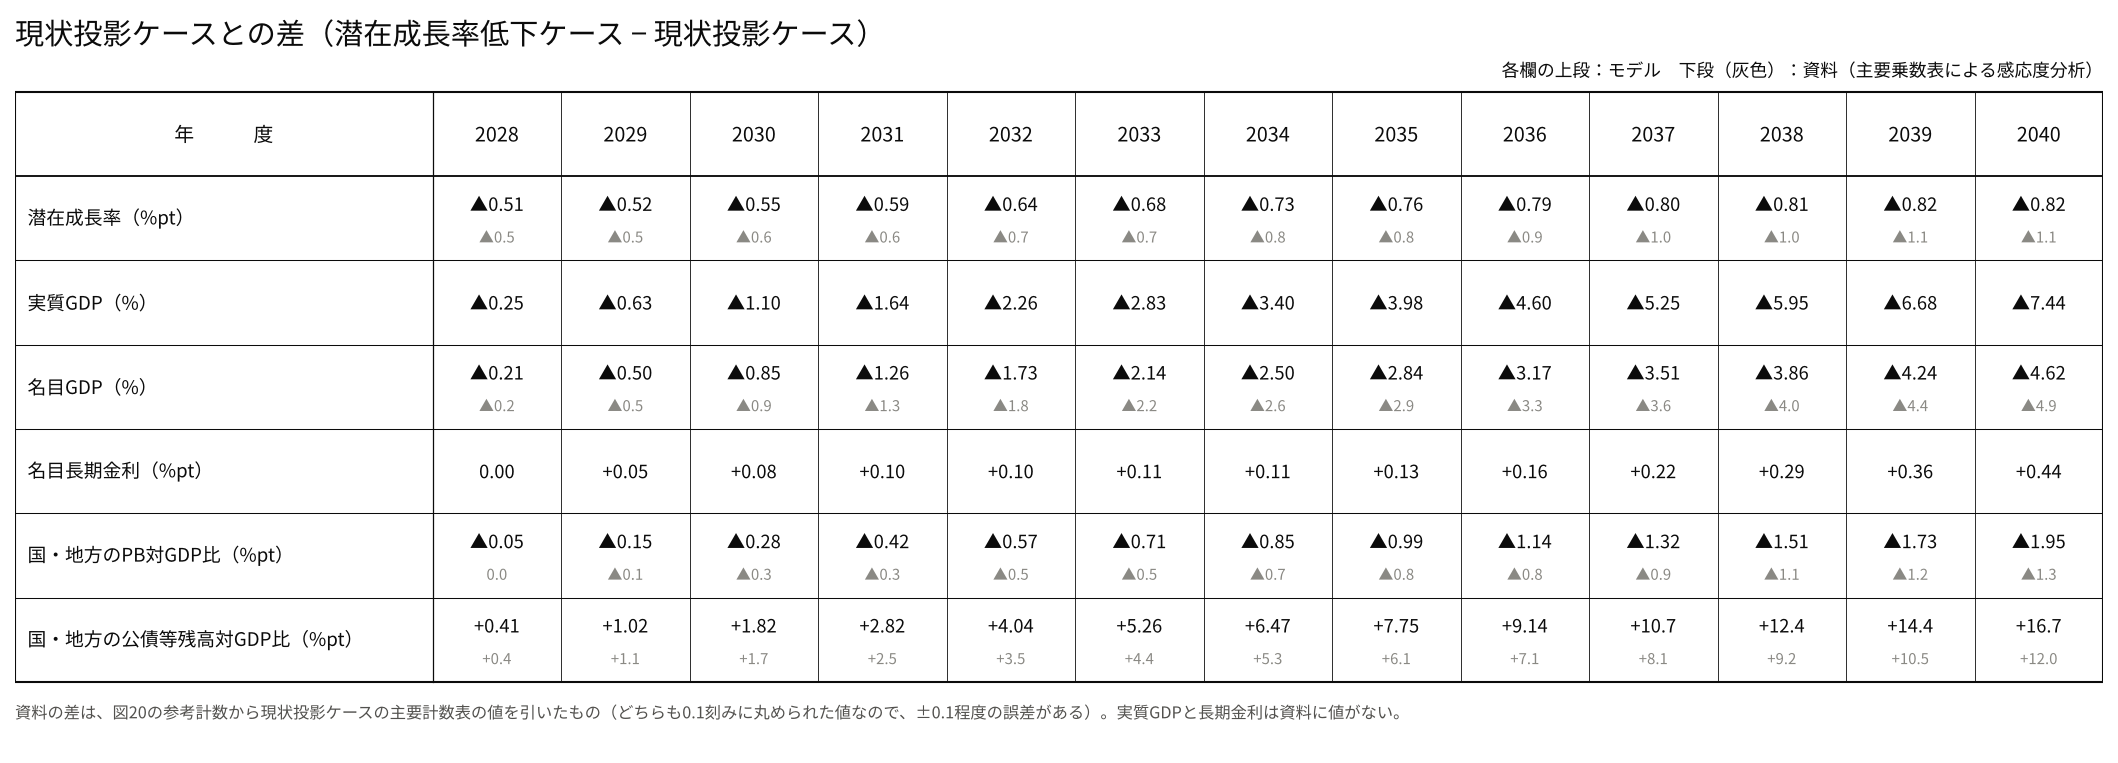 現状投影ケースとの差（潜在成長率低下ケース − 現状投影ケース）
各欄の上段：モデル　下段（灰色）：資料（主要乗数表による感応度分析）
年　　　度 2028 2029 2030 2031 2032 2033 2034 2035 2036 2037 2038 2039 2040
潜在成長率（%pt） ▲0.51 ▲0.52 ▲0.55 ▲0.59 ▲0.64 ▲0.68 ▲0.73 ▲0.76 ▲0.79 ▲0.80 ▲0.81 ▲0.82 ▲0.82
▲0.5 ▲0.5 ▲0.6 ▲0.6 ▲0.7 ▲0.7 ▲0.8 ▲0.8 ▲0.9 ▲1.0 ▲1.0 ▲1.1 ▲1.1
実質GDP（%） ▲0.25 ▲0.63 ▲1.10 ▲1.64 ▲2.26 ▲2.83 ▲3.40 ▲3.98 ▲4.60 ▲5.25 ▲5.95 ▲6.68 ▲7.44
名目GDP（%） ▲0.21 ▲0.50 ▲0.85 ▲1.26 ▲1.73 ▲2.14 ▲2.50 ▲2.84 ▲3.17 ▲3.51 ▲3.86 ▲4.24 ▲4.62
▲0.2 ▲0.5 ▲0.9 ▲1.3 ▲1.8 ▲2.2 ▲2.6 ▲2.9 ▲3.3 ▲3.6 ▲4.0 ▲4.4 ▲4.9
名目長期金利（%pt） 0.00 +0.05 +0.08 +0.10 +0.10 +0.11 +0.11 +0.13 +0.16 +0.22 +0.29 +0.36 +0.44
国・地方のPB対GDP比（%pt） ▲0.05 ▲0.15 ▲0.28 ▲0.42 ▲0.57 ▲0.71 ▲0.85 ▲0.99 ▲1.14 ▲1.32 ▲1.51 ▲1.73 ▲1.95
0.0 ▲0.1 ▲0.3 ▲0.3 ▲0.5 ▲0.5 ▲0.7 ▲0.8 ▲0.8 ▲0.9 ▲1.1 ▲1.2 ▲1.3
国・地方の公債等残高対GDP比（%pt） +0.41 +1.02 +1.82 +2.82 +4.04 +5.26 +6.47 +7.75 +9.14 +10.7 +12.4 +14.4 +16.7
+0.4 +1.1 +1.7 +2.5 +3.5 +4.4 +5.3 +6.1 +7.1 +8.1 +9.2 +10.5 +12.0
資料の差は、図20の参考計数から現状投影ケースの主要計数表の値を引いたもの（どちらも0.1刻みに丸められた値なので、±0.1程度の誤差がある）。実質GDPと長期金利は資料に値がない。